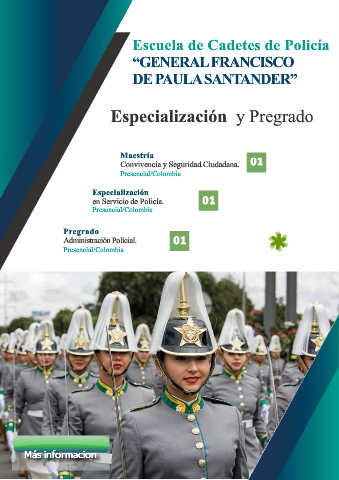 Escuela de Cadetes de Policía
“GENERAL FRANCISCO
DE PAULA SANTANDER”
Especialización y Pregrado
Maestría
Convivencia y Seguridad Ciudadana.
Presencial/Colombia
01
Especialización
en Servicio de Policía.
Presencial/Colombia
01
Pregrado
Administración Policial.
Presencial/Colombia
01
Más informacion